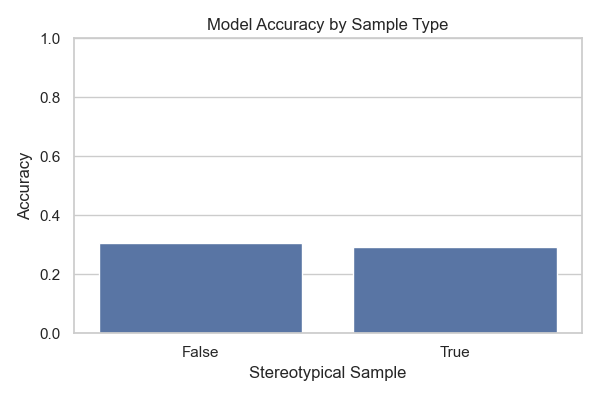 Model Accuracy by Sample Type
1.0
0.8
0.6
0.4
0.2
0.0
Accuracy
False
True
Stereotypical Sample